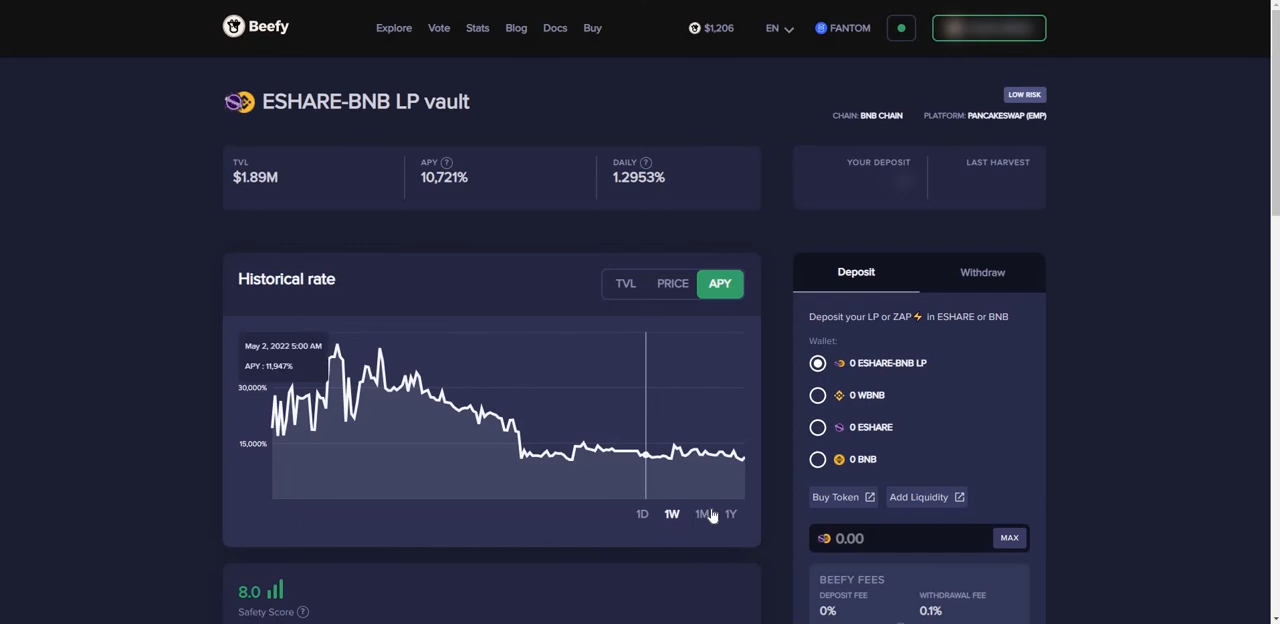 Beefy
Explore Vote Stats Blog Docs Buy
$1,206
EN
FANTOM
ESHARE-BNB LP vault
LOW RISK
CHAIN: BNB CHAIN PLATFORM: PANCAKESWAP (EMP)
TVL
$1.89M
APY ?
10,721%
DAILY ?
1.2953%
YOUR DEPOSIT
LAST HARVEST
Historical rate
TVL PRICE APY
May 2, 2022 5:00 AM
APY : 11,947%
30,000%
15,000%
1D 1W 1M 1Y
8.0
Safety Score ?
Deposit Withdraw
Deposit your LP or ZAP⚡ in ESHARE or BNB
Wallet:
0 ESHARE-BNB LP
0 WBNB
0 ESHARE
0 BNB
Buy Token Add Liquidity
0.00 MAX
BEEFY FEES
DEPOSIT FEE WITHDRAWAL FEE
0% 0.1%